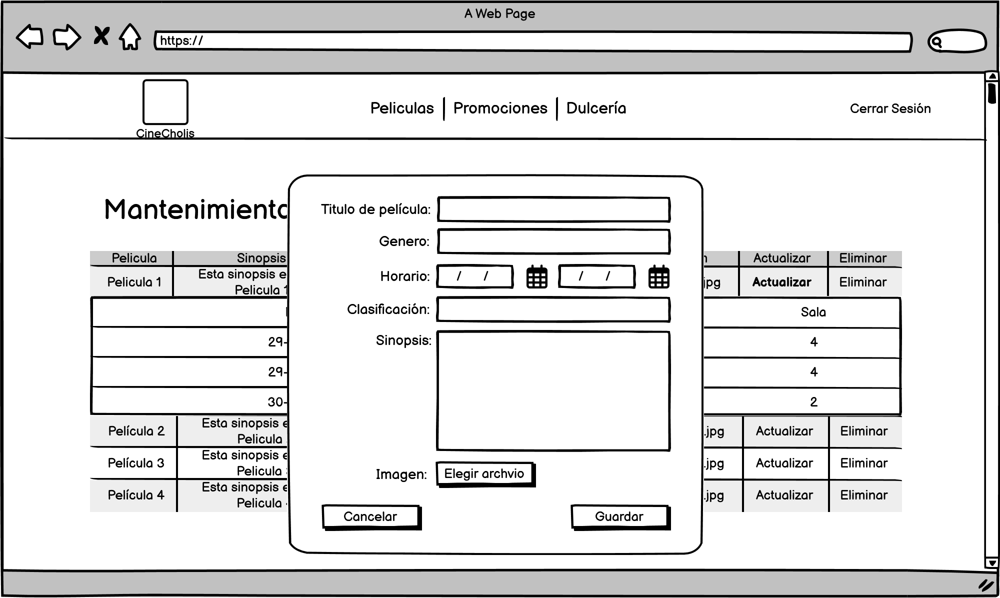 A Web Page
https://
CineCholis
Peliculas Promociones Dulcería
Cerrar Sesión
Mantenimiento
Titulo de película:
Genero:
Horario: / / / /
Clasificación:
Sinopsis:
Imagen: Elegir archvio
Cancelar Guardar
Pelicula Sinopsis Actualizar Eliminar
Pelicula 1 Esta sinopsis Pelicula 1 jpg Actualizar Eliminar
Sala
29- 4
29- 4
30- 2
Película 2 Esta sinopsis Pelicula .jpg Actualizar Eliminar
Película 3 Esta sinopsis Pelicula .jpg Actualizar Eliminar
Película 4 Esta sinopsis Pelicula .jpg Actualizar Eliminar